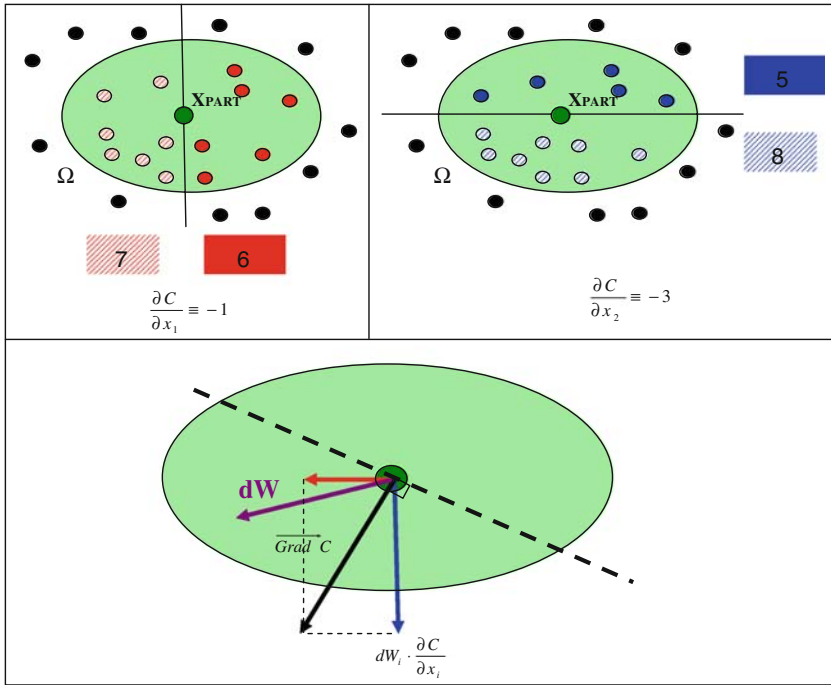 XPART
Ω
7
6
∂C/∂x₁ ≡ −1
XPART
5
8
Ω
∂C/∂x₂ ≡ −3
dW
Grad C
dWᵢ · ∂C/∂xᵢ